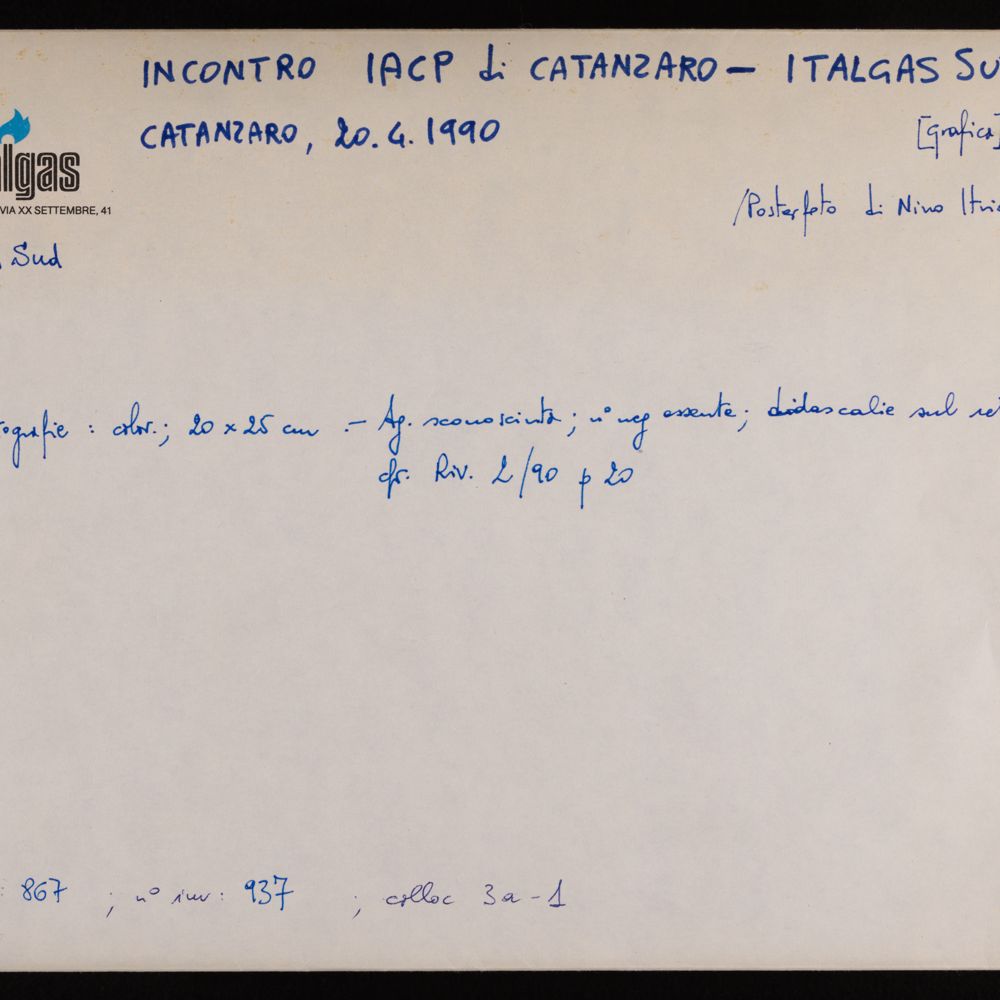 INCONTRO IACP di CATANZARO - ITALGAS SU
CATANZARO, 20.4.1990
[Grafica]
lgas
VIA XX SETTEMBRE, 41
/Posterfoto di Nino
Sud
ografie : color.; 20 x 25 cm .- Ag. sconosciuta; n° neg assente; didascalie sul re
cfr. Riv. 2/90 p 20
: 867 ; n° inv: 937 ; colloc 3a-1